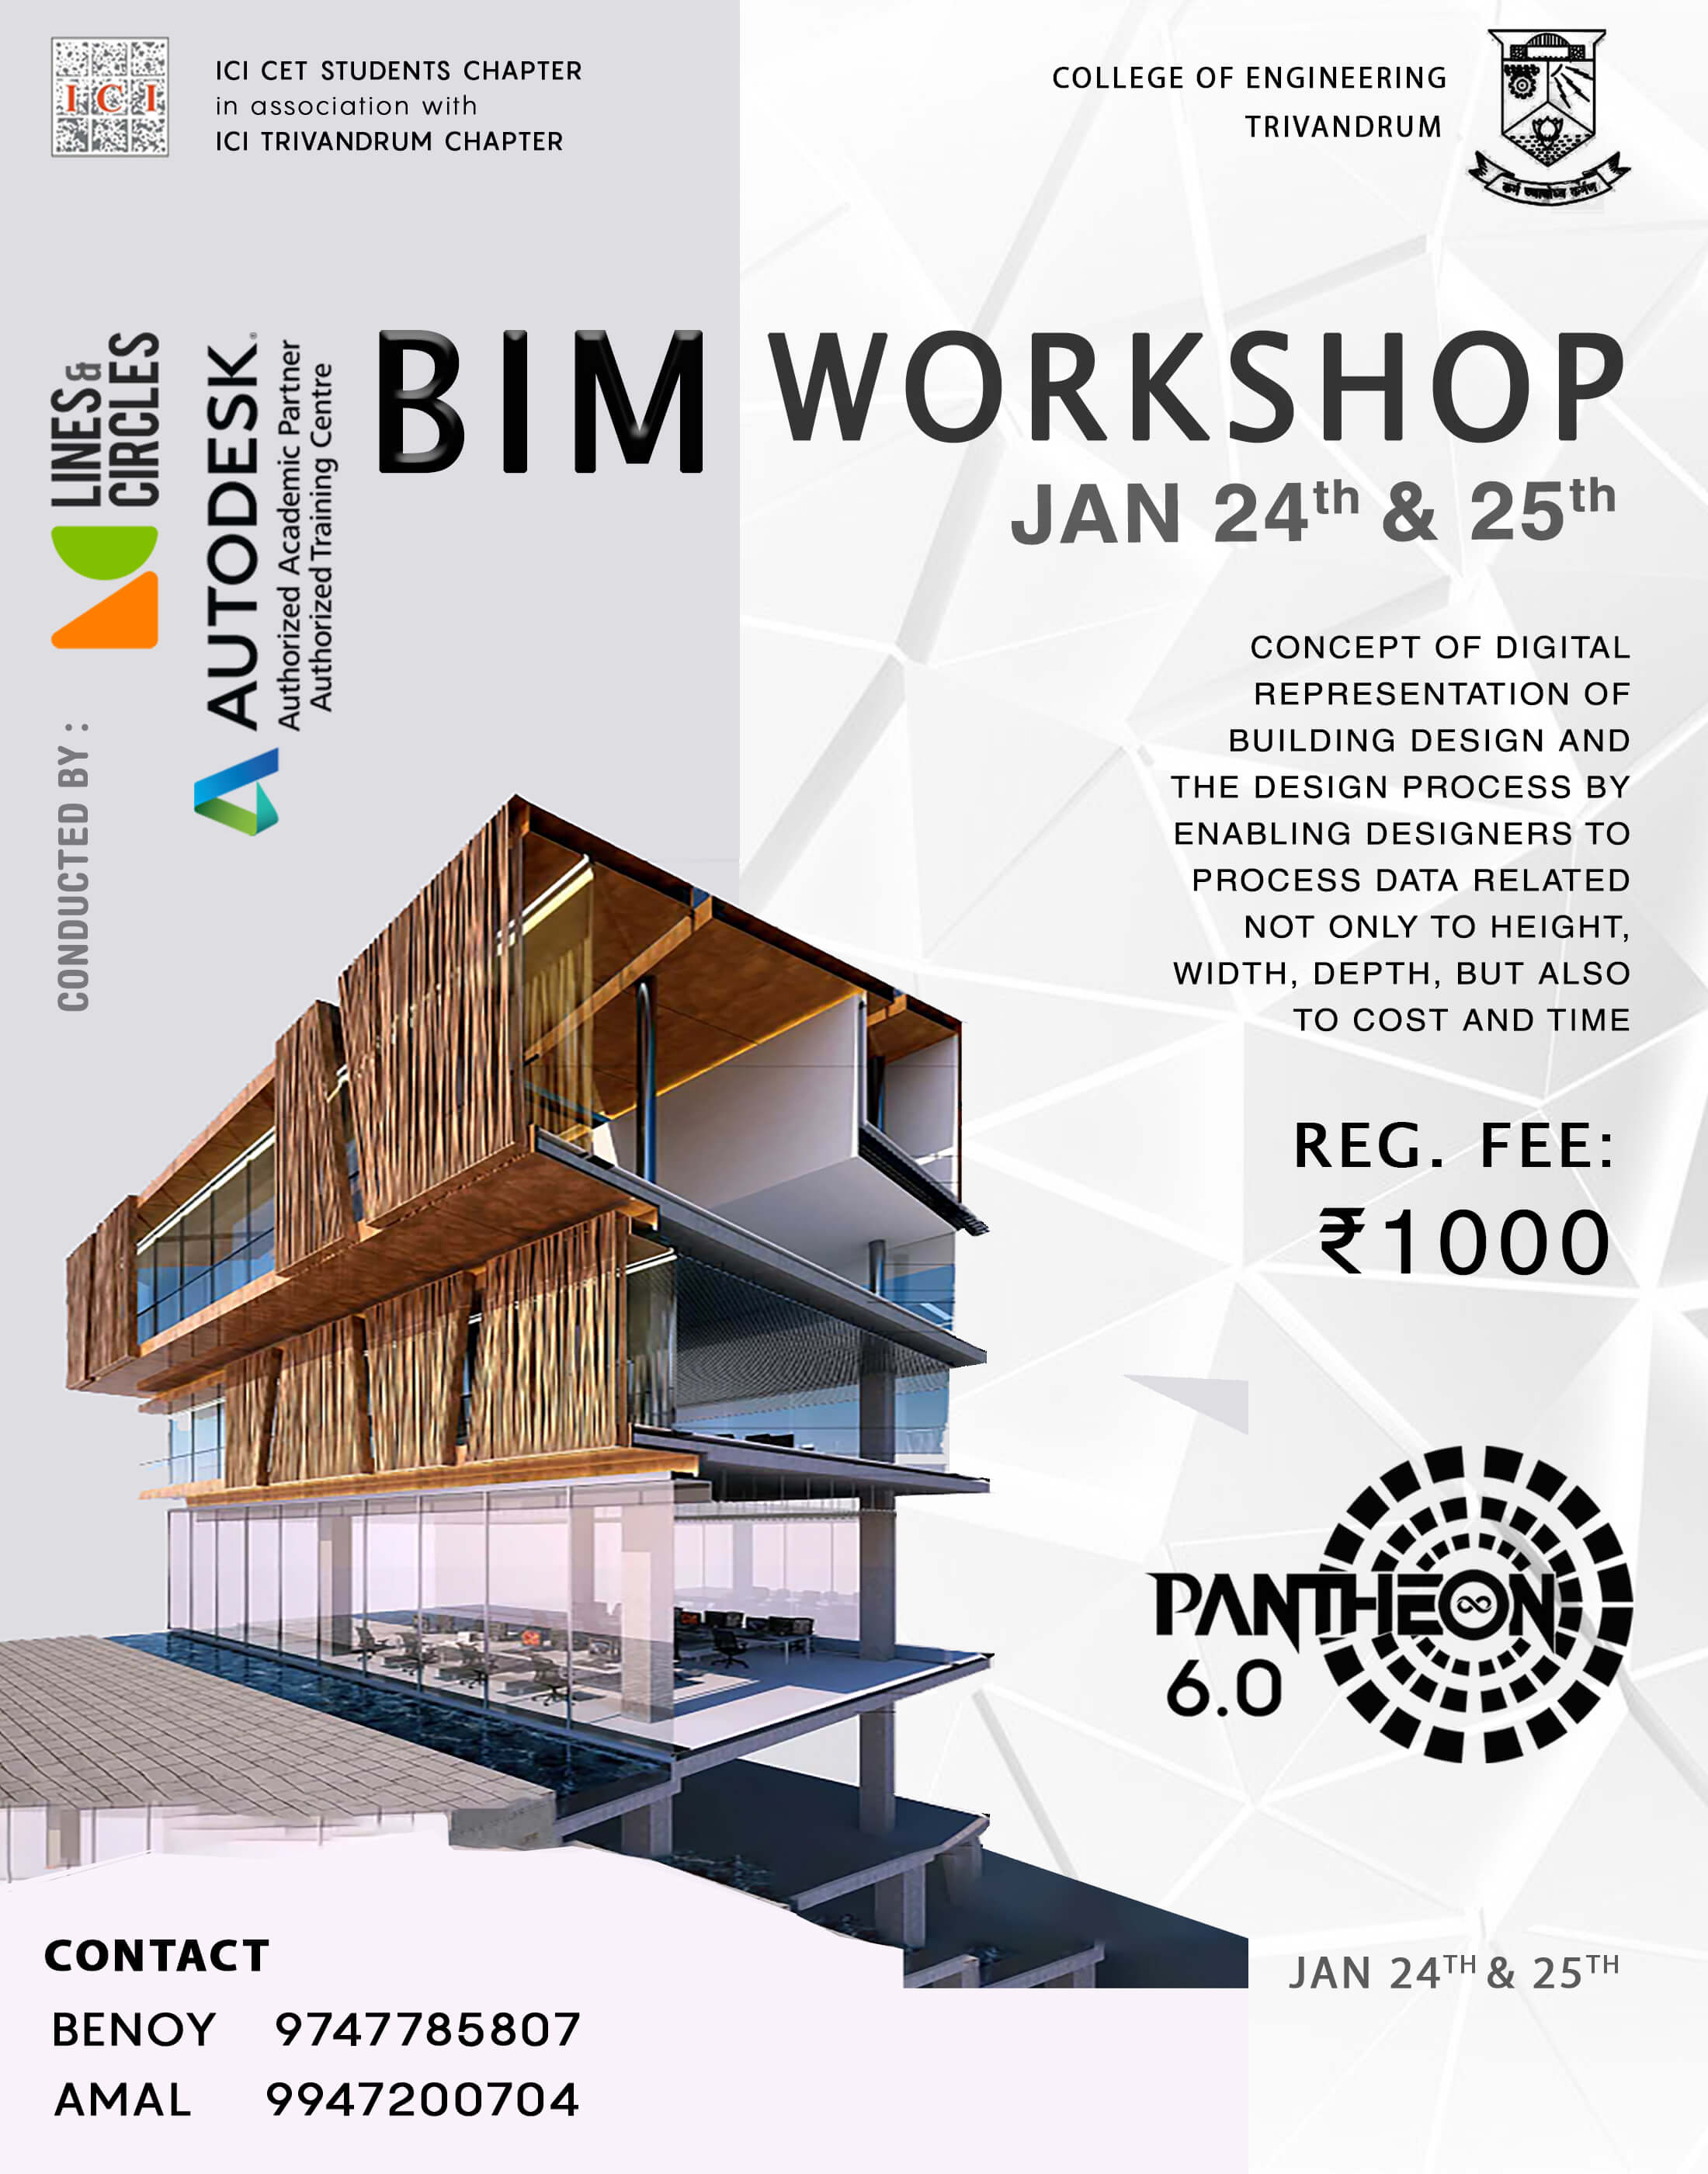 ICI
ICI CET STUDENTS CHAPTER
in association with
ICI TRIVANDRUM CHAPTER
COLLEGE OF ENGINEERING
TRIVANDRUM
BIM WORKSHOP
JAN 24th & 25th
CONDUCTED BY :
LINES &
CIRCLES
AUTODESK®
Authorized Academic Partner
Authorized Training Centre
CONCEPT OF DIGITAL
REPRESENTATION OF
BUILDING DESIGN AND
THE DESIGN PROCESS BY
ENABLING DESIGNERS TO
PROCESS DATA RELATED
NOT ONLY TO HEIGHT,
WIDTH, DEPTH, BUT ALSO
TO COST AND TIME
REG. FEE:
₹1000
PANTHEON
6.0
JAN 24TH & 25TH
CONTACT
BENOY 9747785807
AMAL 9947200704